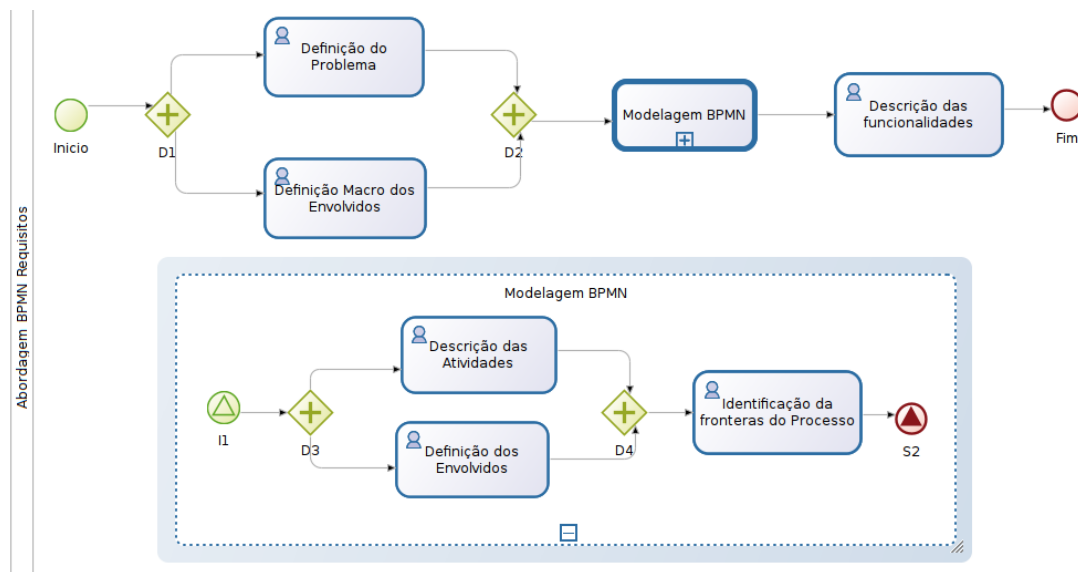 Abordagem BPMN Requisitos
Inicio
D1
Definição do
Problema
Definição Macro dos
Envolvidos
D2
Modelagem BPMN
Descrição das
funcionalidades
Fim
Modelagem BPMN
I1
D3
Descrição das
Atividades
Definição dos
Envolvidos
D4
Identificação da
fronteras do Processo
S2